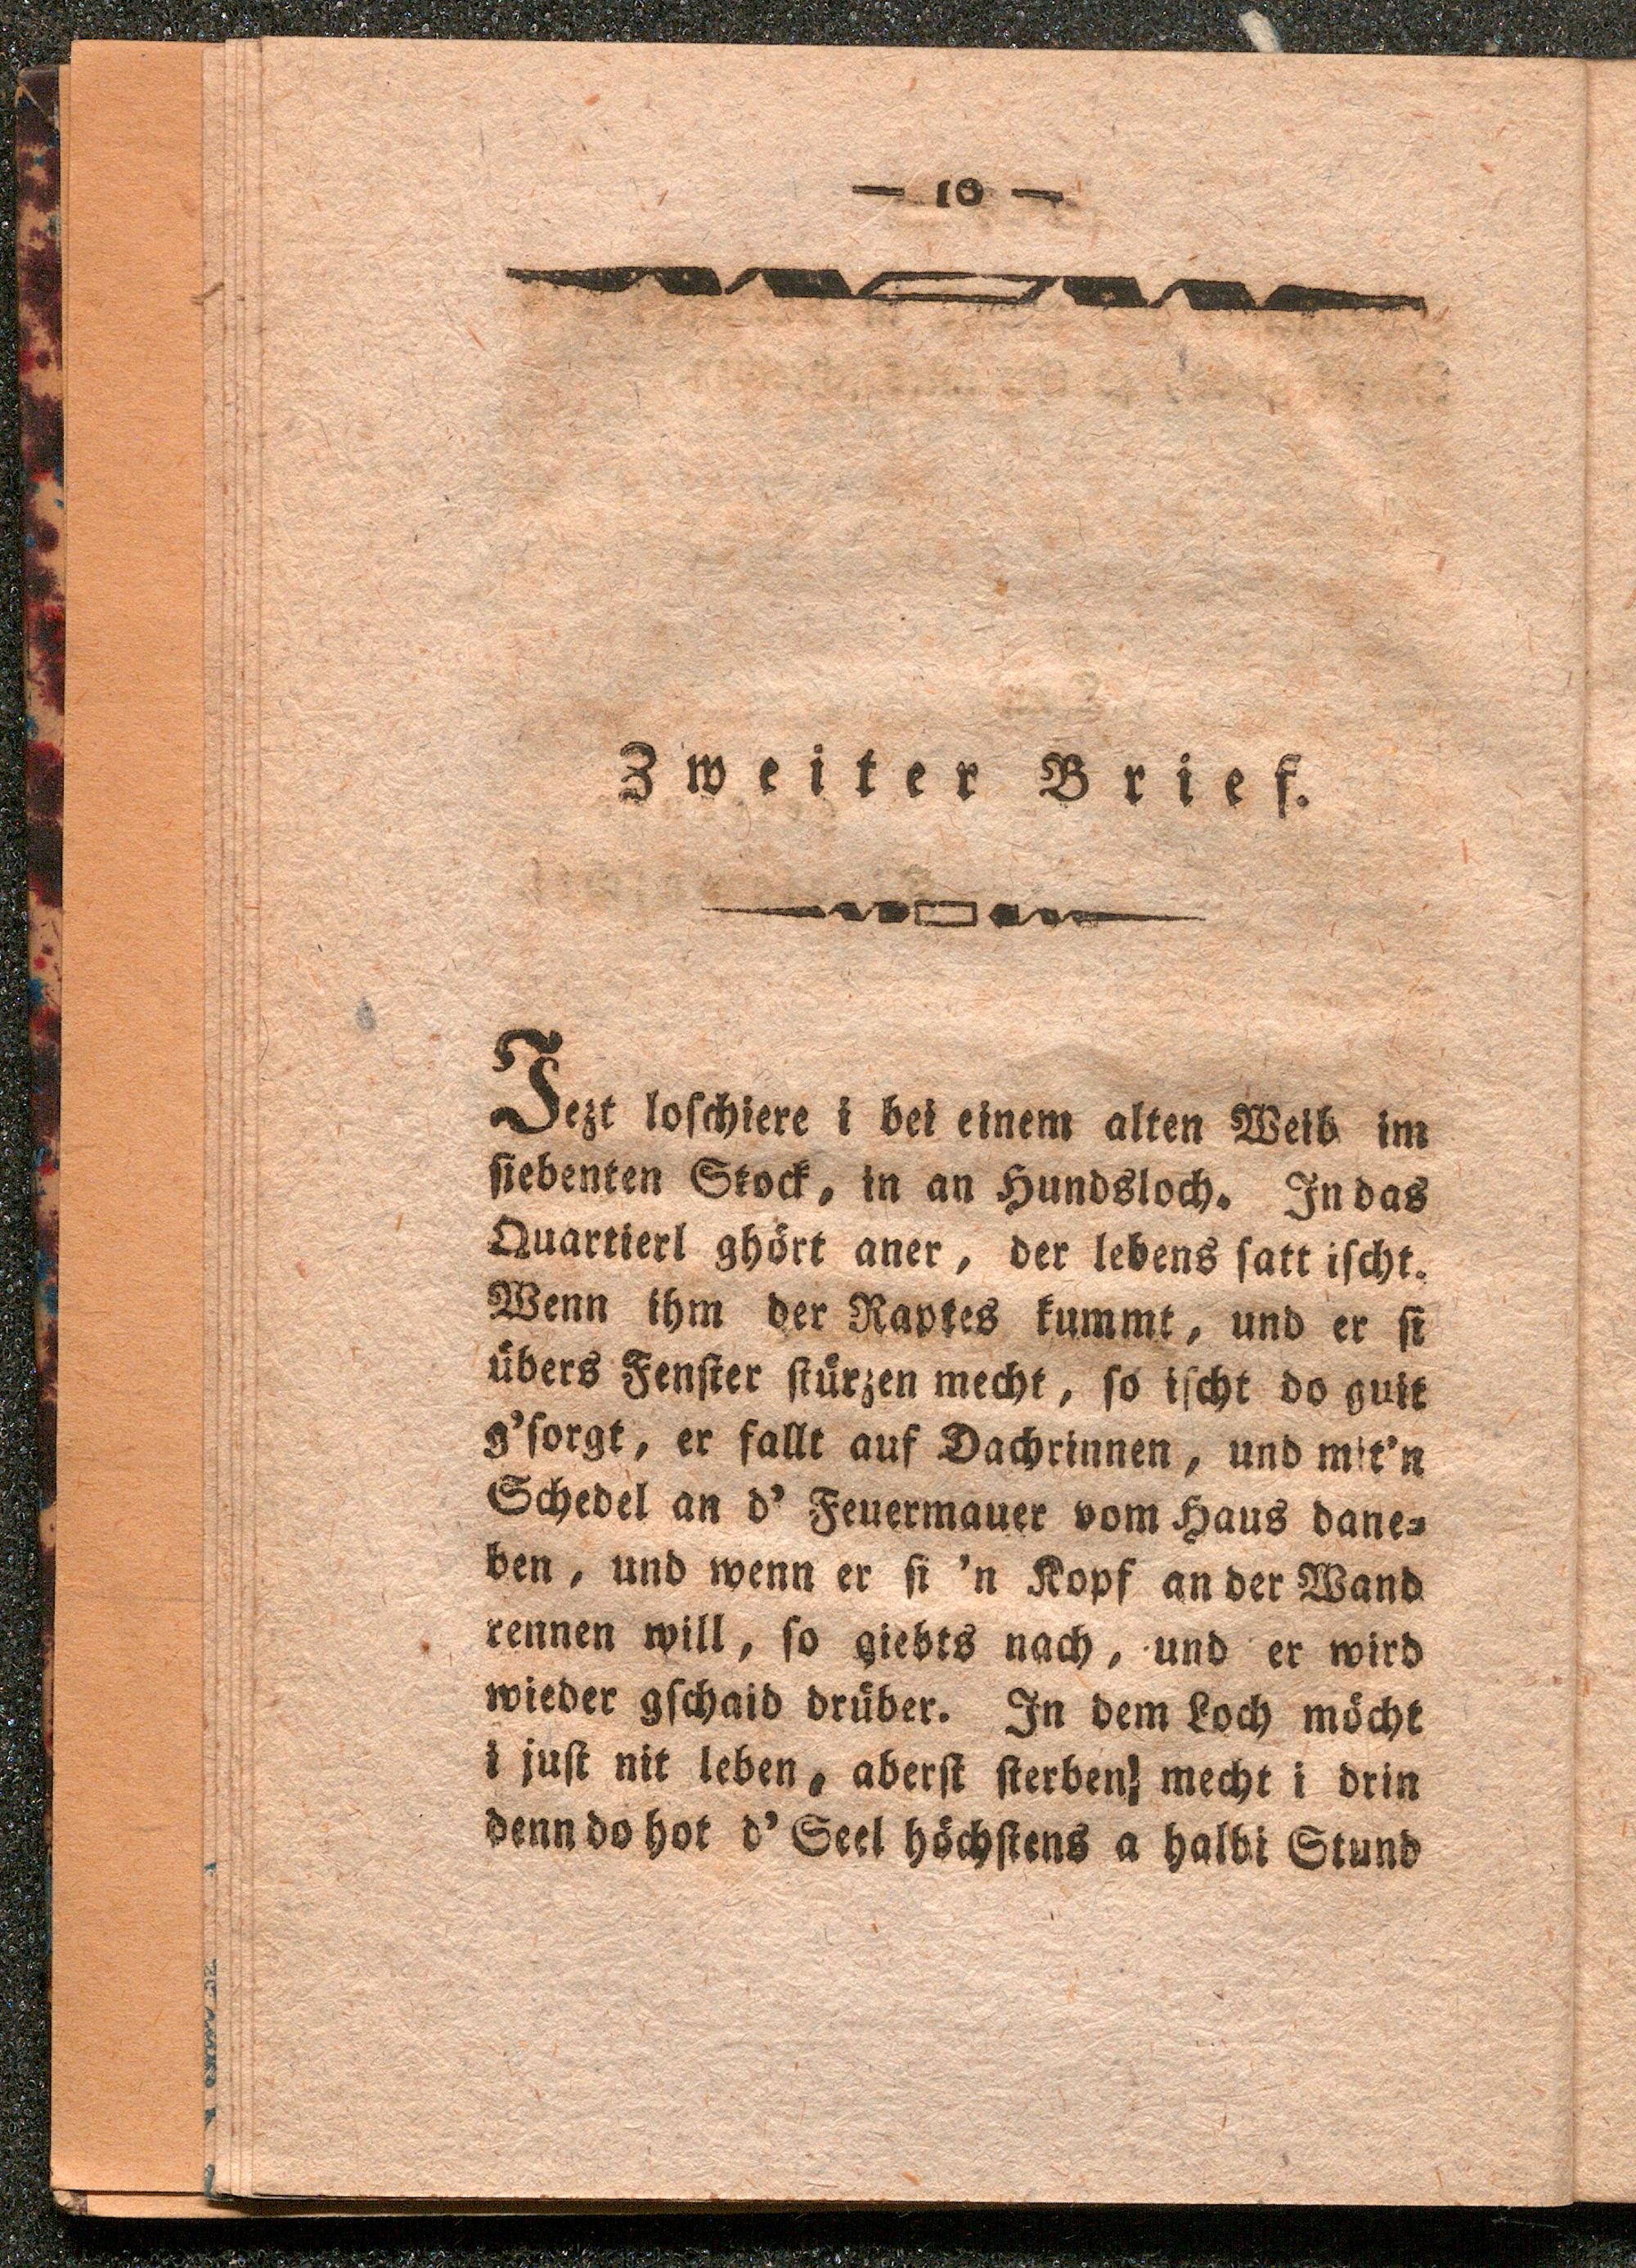 — 10 —
Zweiter Brief.
Jezt loschiere i bei einem alten Weib im
siebenten Stock, in an Hundsloch. In das
Quartierl ghört aner, der lebens satt ischt.
Wenn ihm der Raptes kummt, und er si
übers Fenster stürzen mecht, so ischt do guit
g'sorgt, er fallt auf Dachrinnen, und mit'n
Schedel an d' Feuermauer vom Haus dane-
ben, und wenn er si 'n Kopf an der Wand
rennen will, so giebts nach, und er wird
wieder gschaid drüber. In dem Loch möcht
i just nit leben, aberst sterben! mecht i drin
denn do hot d' Seel höchstens a halbi Stund